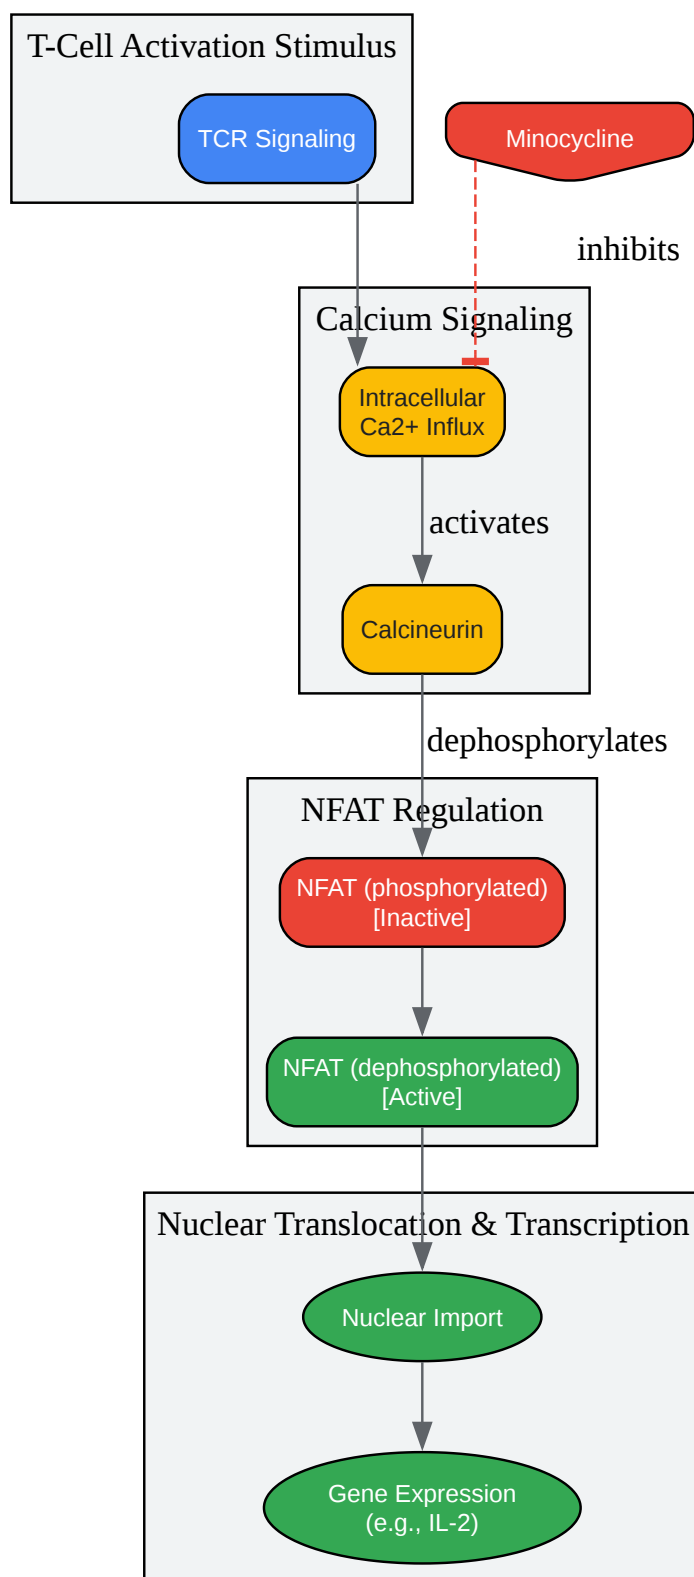 T-Cell Activation Stimulus
TCR Signaling
Minocycline
inhibits
Calcium Signaling
Intracellular
Ca2+ Influx
activates
Calcineurin
dephosphorylates
NFAT Regulation
NFAT (phosphorylated)
[Inactive]
NFAT (dephosphorylated)
[Active]
Nuclear Translocation & Transcription
Nuclear Import
Gene Expression
(e.g., IL-2)